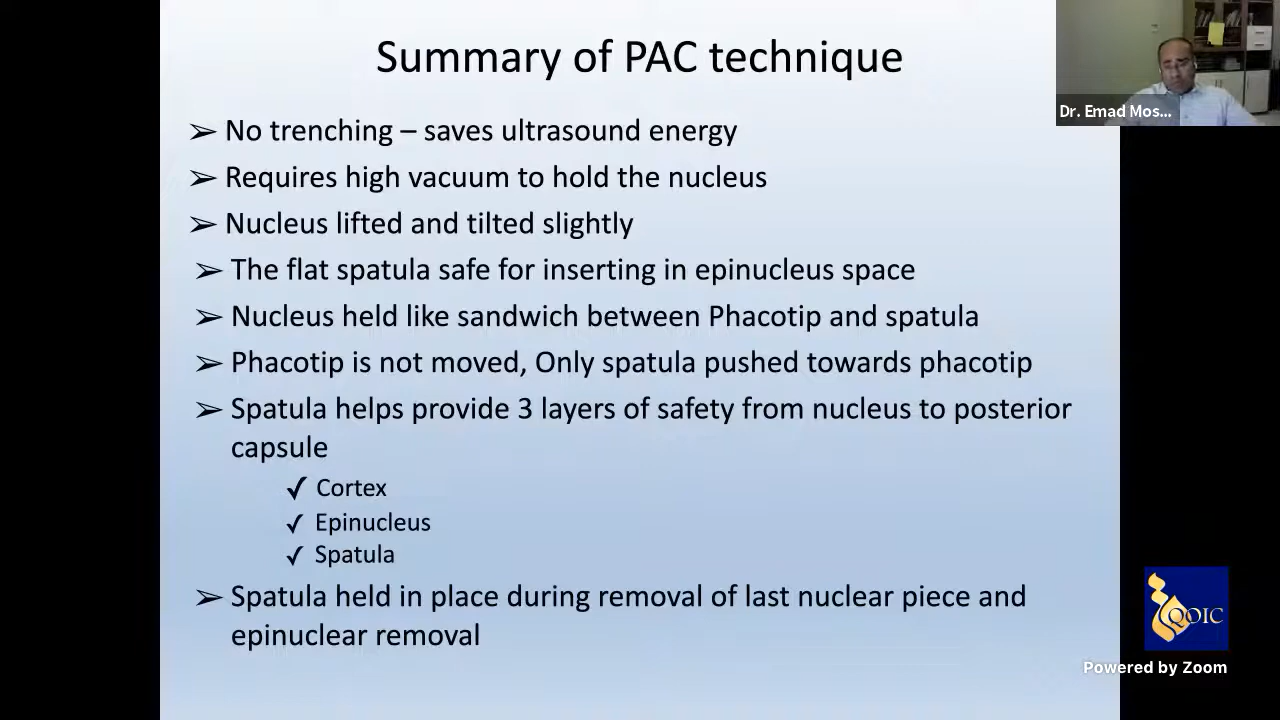 Summary of PAC technique
Dr. Emad Mos...
➢ No trenching – saves ultrasound energy
➢ Requires high vacuum to hold the nucleus
➢ Nucleus lifted and tilted slightly
➢ The flat spatula safe for inserting in epinucleus space
➢ Nucleus held like sandwich between Phacotip and spatula
➢ Phacotip is not moved, Only spatula pushed towards phacotip
➢ Spatula helps provide 3 layers of safety from nucleus to posterior
capsule
✓ Cortex
✓ Epinucleus
✓ Spatula
➢ Spatula held in place during removal of last nuclear piece and
epinuclear removal
QOIC
Powered by Zoom